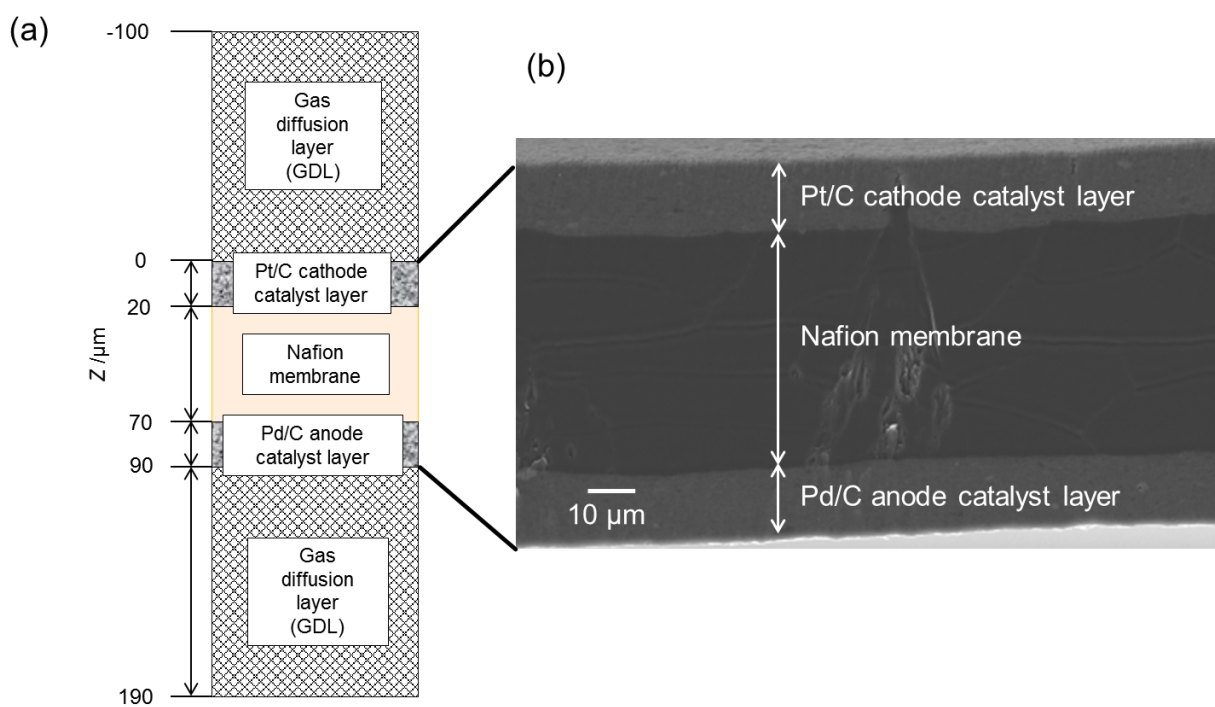 (a)
-100
Gas
diffusion
layer
(GDL)
0
Pt/C cathode
catalyst layer
20
Z /μm
Nafion
membrane
70
Pd/C anode
catalyst layer
90
Gas
diffusion
layer
(GDL)
190
(b)
Pt/C cathode catalyst layer
Nafion membrane
Pd/C anode catalyst layer
10 μm